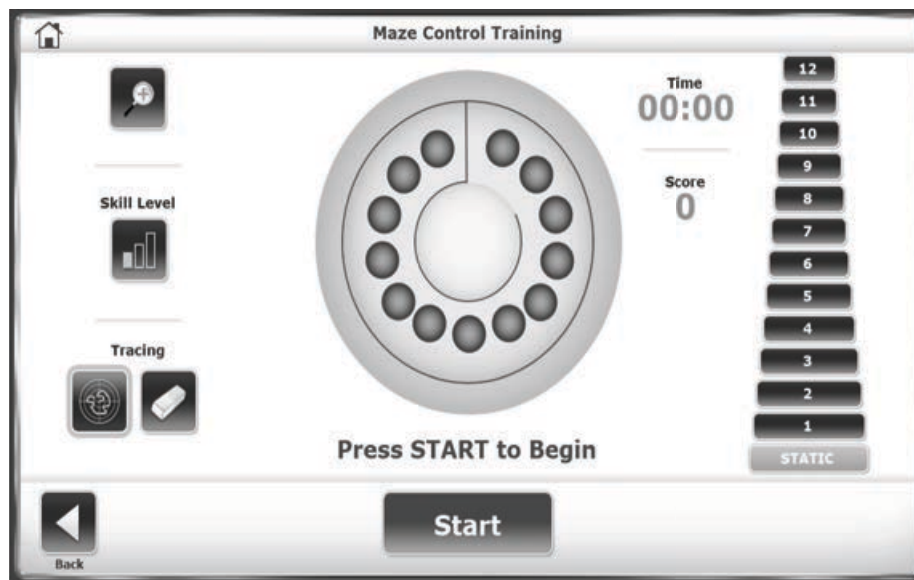 Maze Control Training
Skill Level
Tracing
Time
00:00
Score
0
12
11
10
9
8
7
6
5
4
3
2
1
STATIC
Press START to Begin
Back
Start